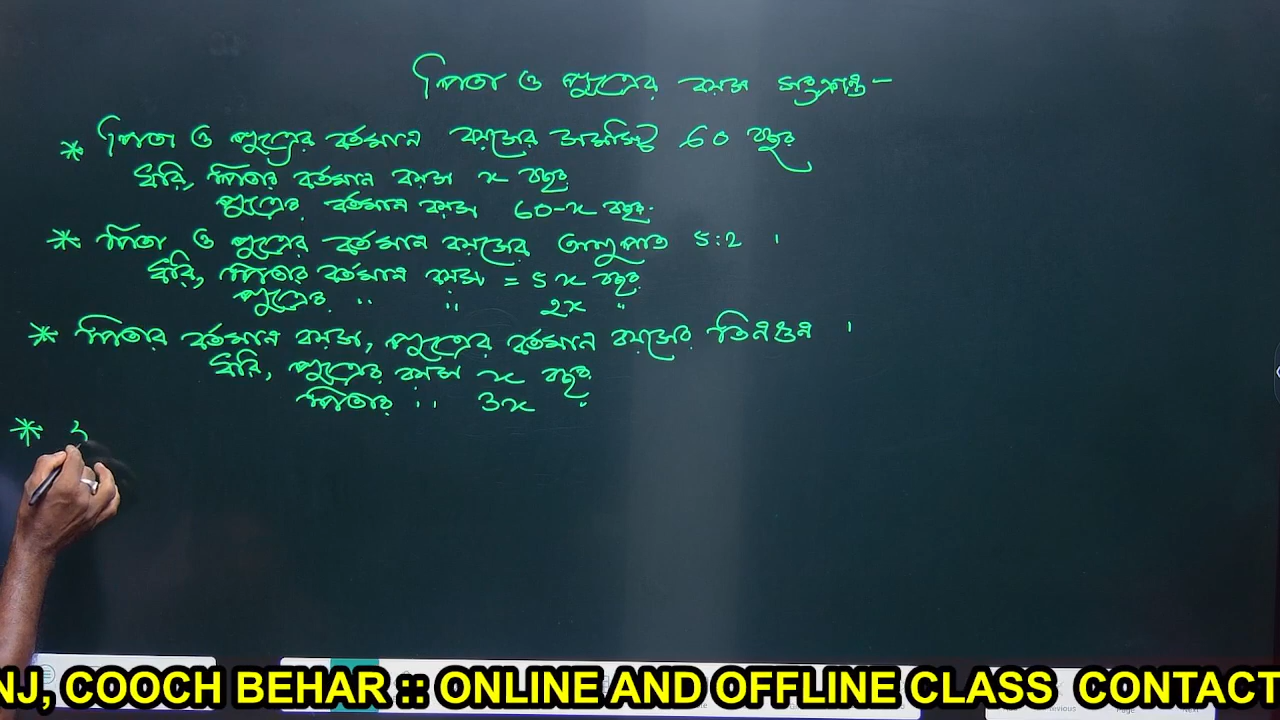 পিতা ও পুত্রের বয়স সংক্রান্ত -
* পিতা ও পুত্রের বর্তমান বয়সের সমষ্টি 60 বছর
ধরি, পিতার বর্তমান বয়স x বছর
পুত্রের বর্তমান বয়স 60-x বছর.
* পিতা ও পুত্রের বর্তমান বয়সের অনুপাত 5:2 ।
ধরি, পিতার বর্তমান বয়স = 5x বছর
পুত্রের " " 2x "
* পিতার বর্তমান বয়স, পুত্রের বর্তমান বয়সের তিনগুন ।
ধরি, পুত্রের বয়স x বছর
পিতার " 3x "
*
NJ, COOCH BEHAR :: ONLINE AND OFFLINE CLASS CONTACT